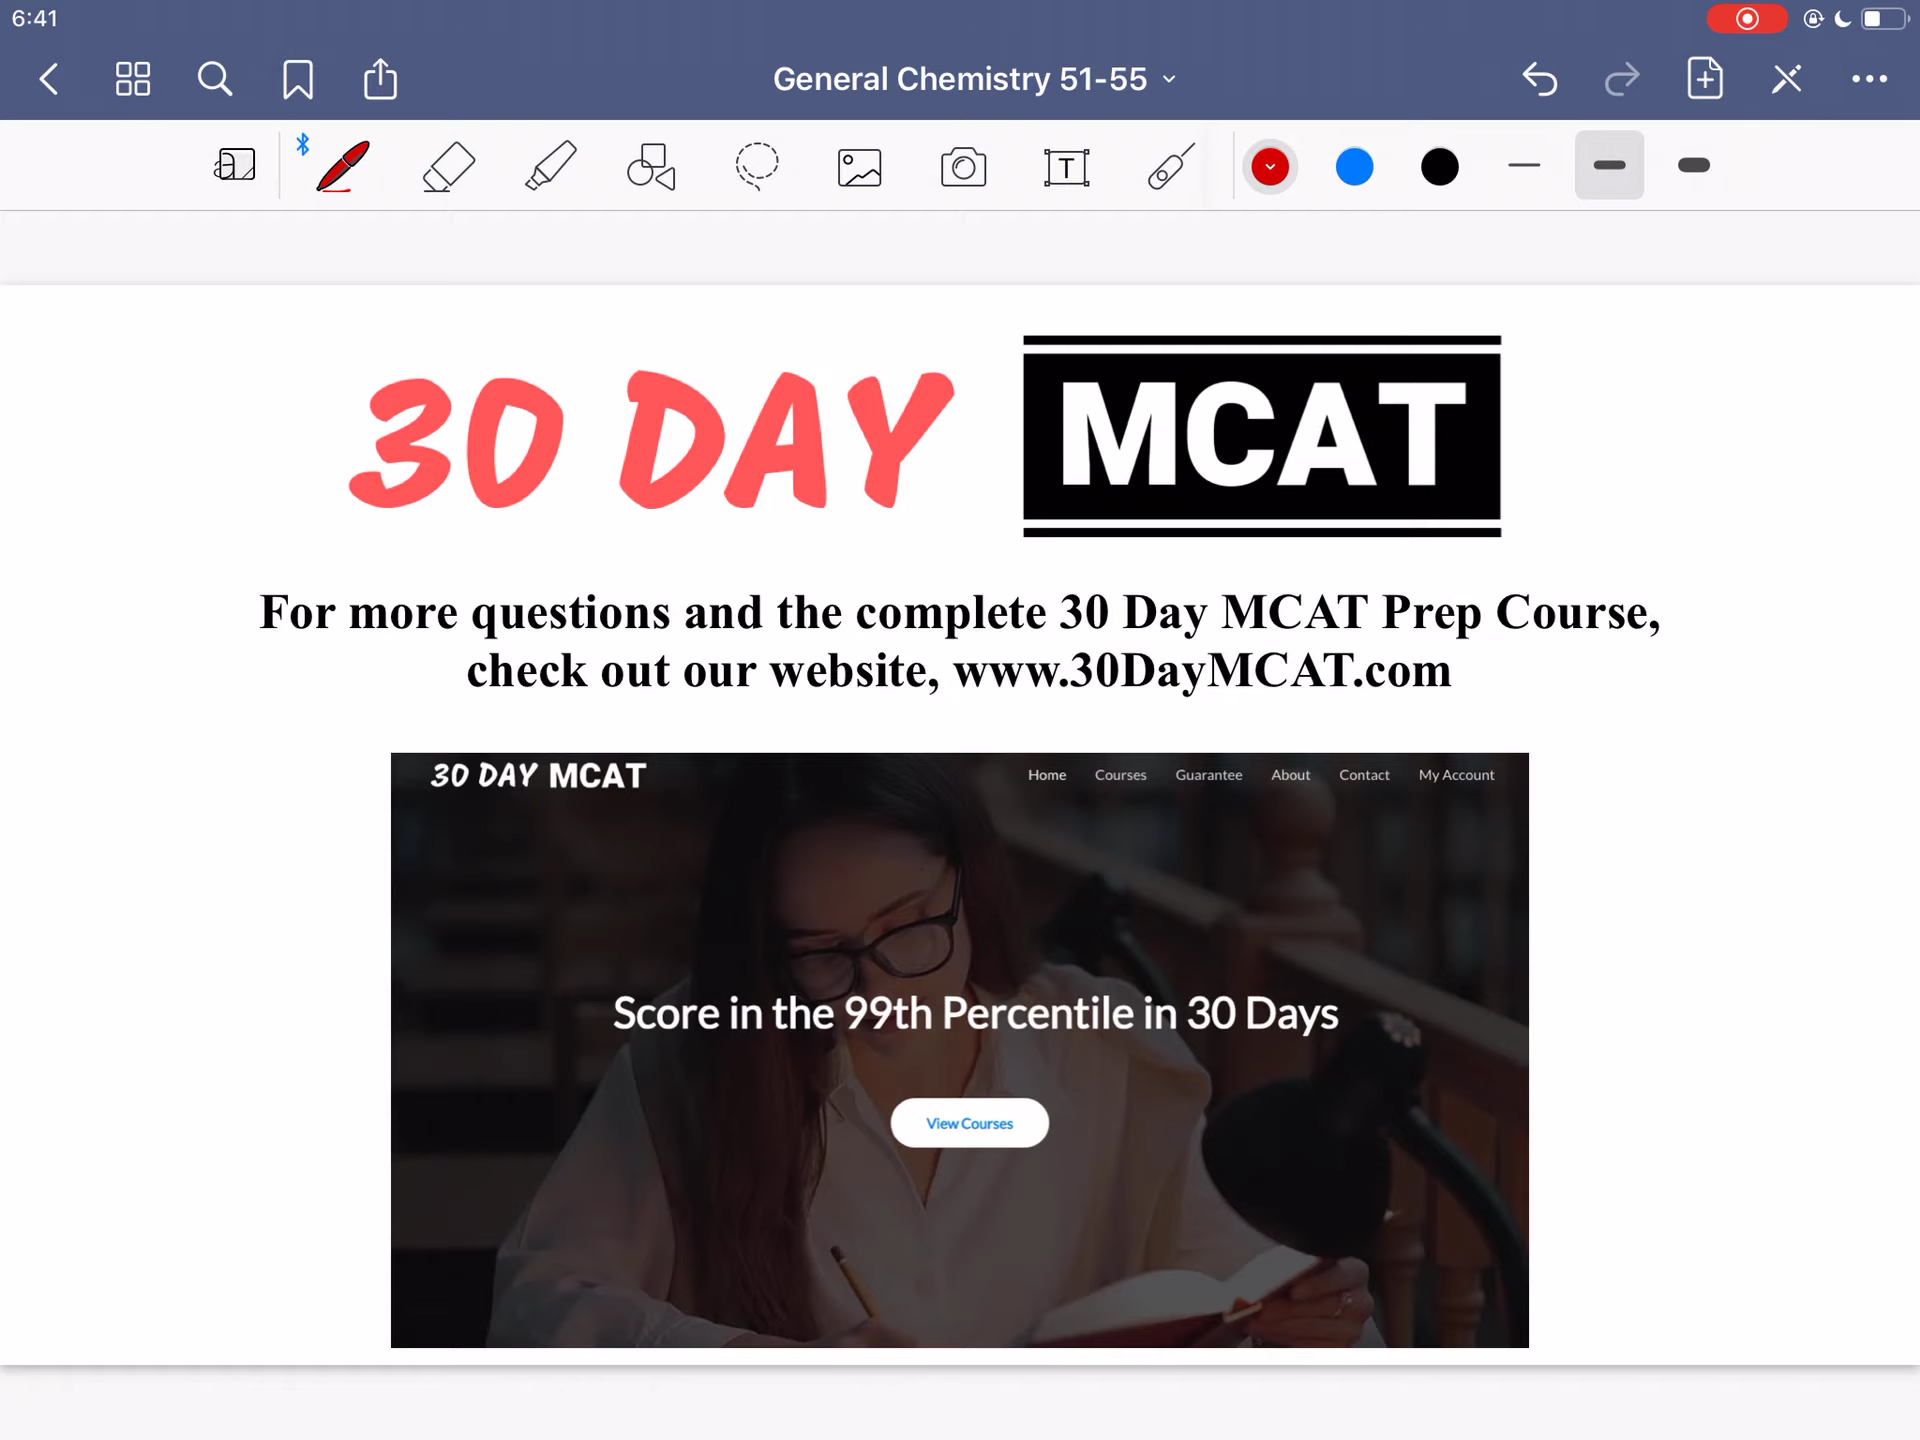 6:41
General Chemistry 51-55
T
30 DAY MCAT
For more questions and the complete 30 Day MCAT Prep Course,
check out our website, www.30DayMCAT.com
30 DAY MCAT Home Courses Guarantee About Contact My Account
Score in the 99th Percentile in 30 Days
View Courses